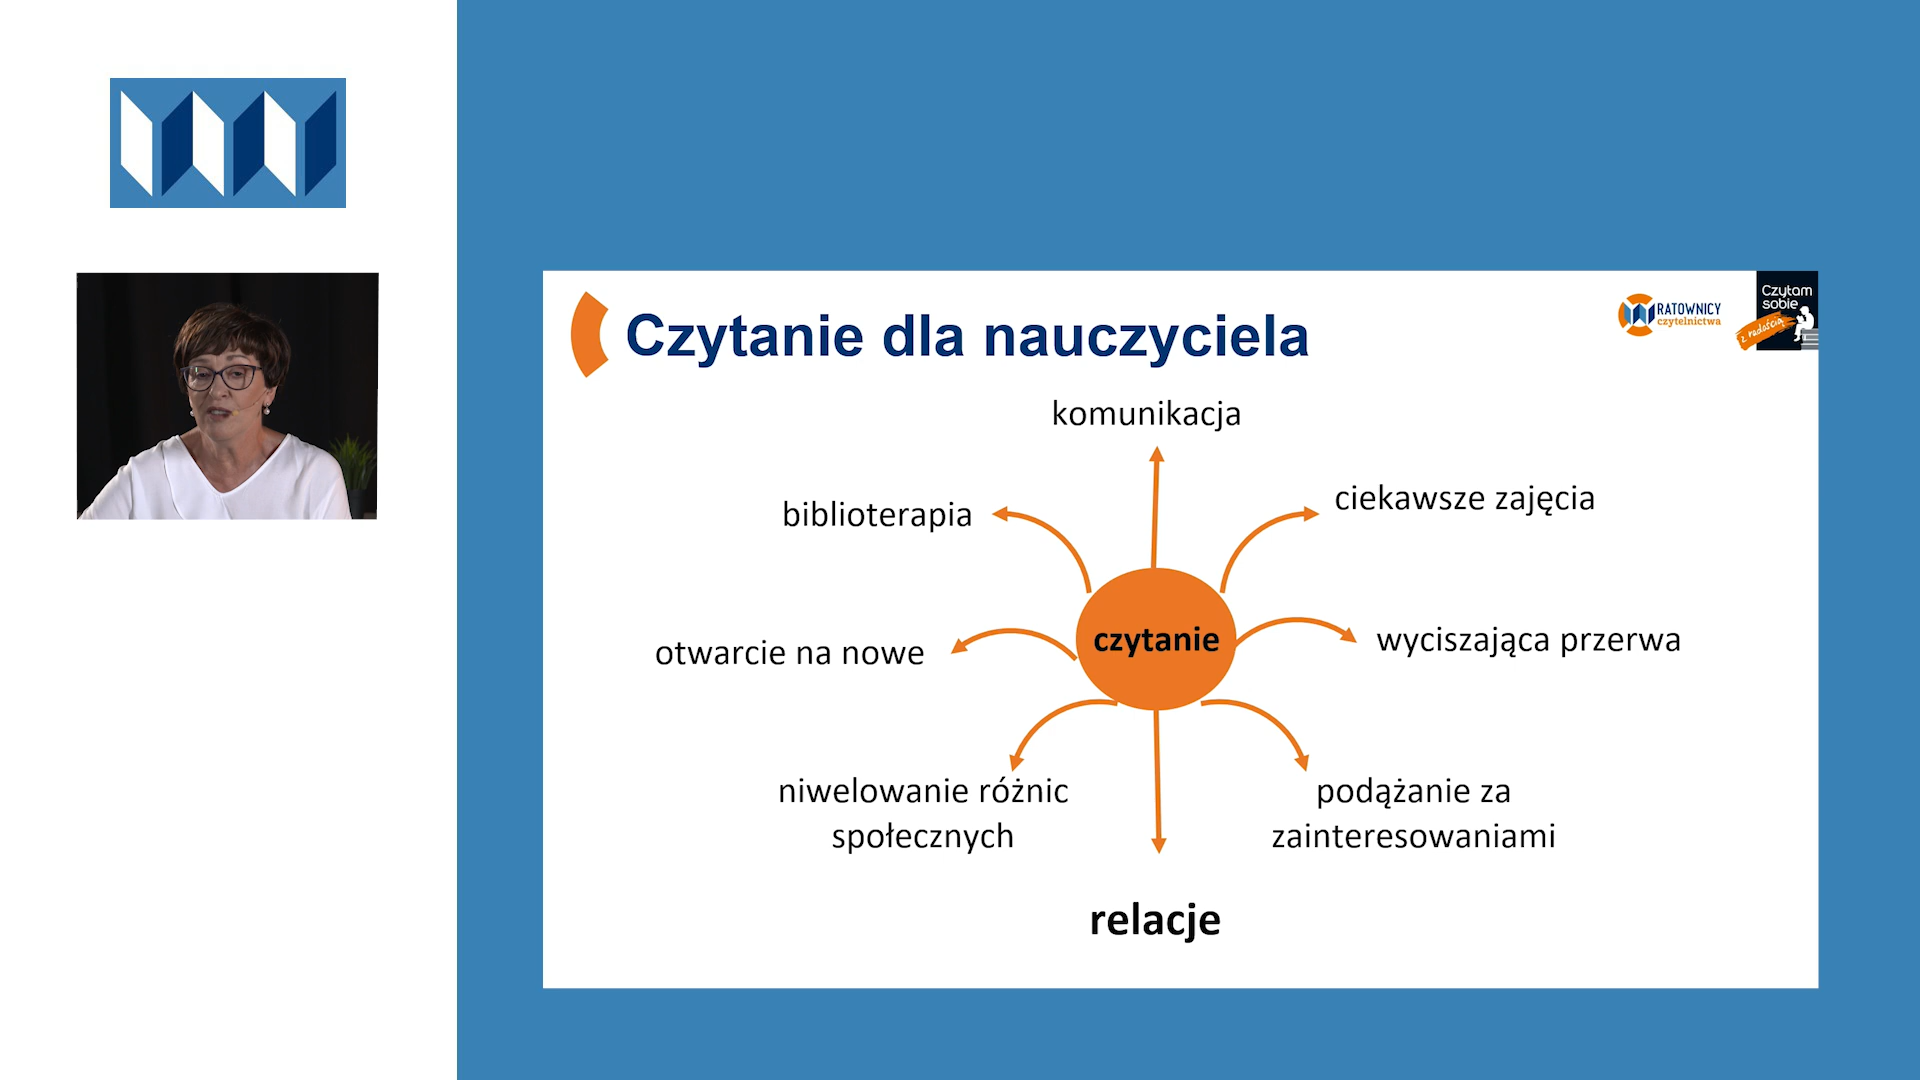 Czytanie dla nauczyciela
RATOWNICY
czytelnictwa
Czytam
sobie
z radością
komunikacja
ciekawsze zajęcia
biblioterapia
czytanie
wyciszająca przerwa
otwarcie na nowe
niwelowanie różnic
społecznych
podążanie za
zainteresowaniami
relacje